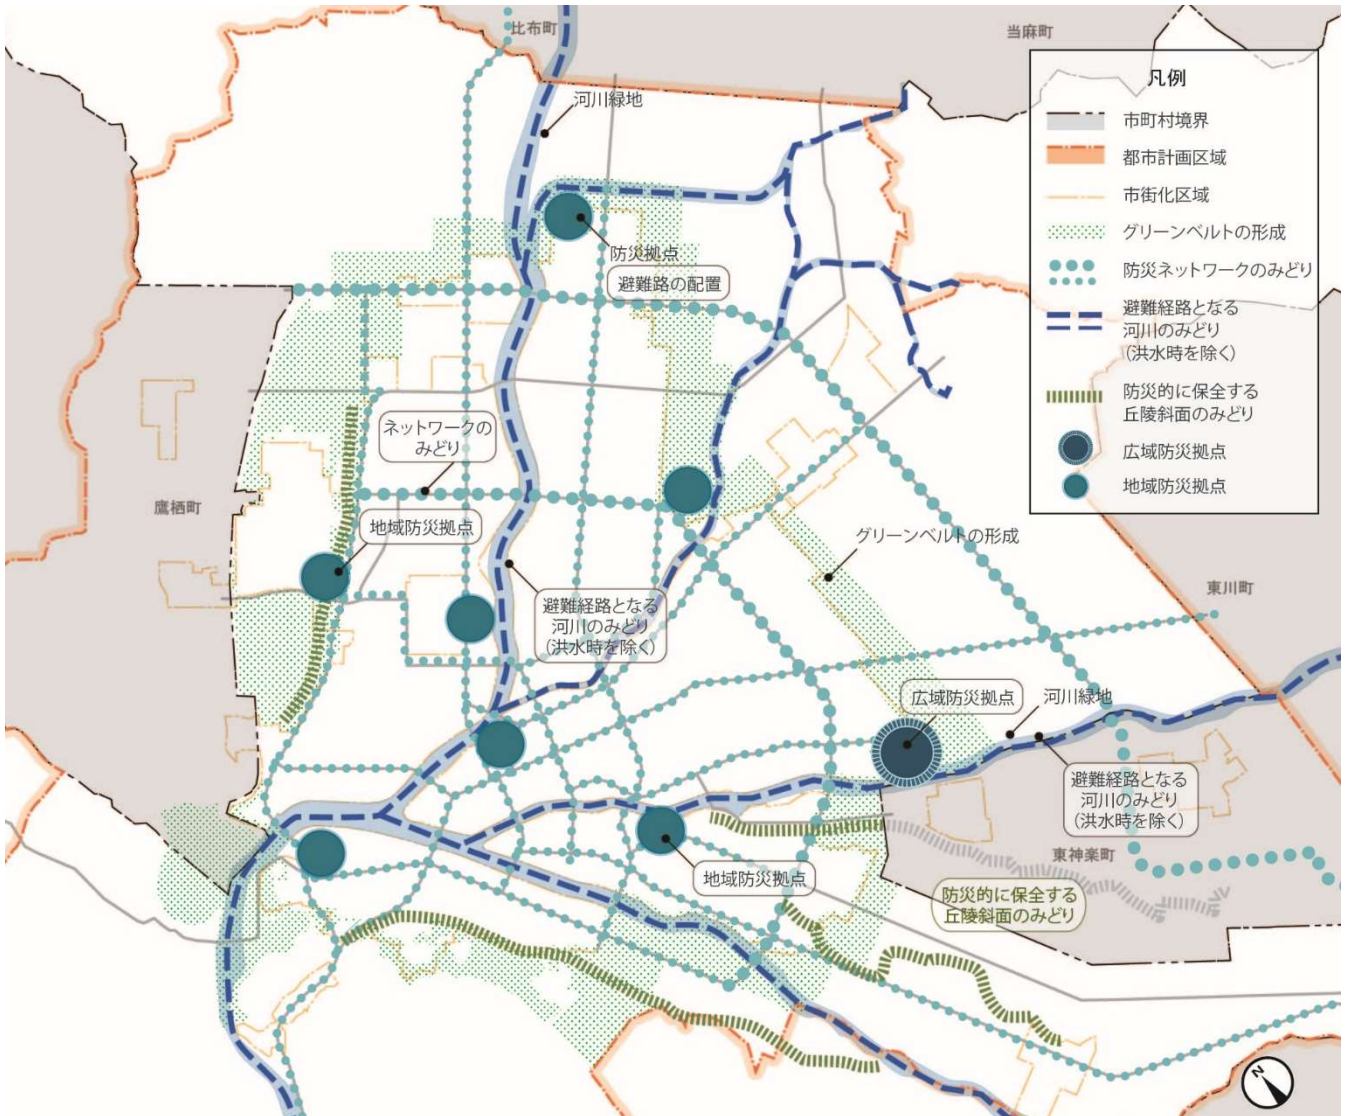 比布町
当麻町
河川緑地
凡例
市町村境界
都市計画区域
市街化区域
グリーンベルトの形成
防災ネットワークのみどり
避難経路となる
河川のみどり
(洪水時を除く)
防災的に保全する
丘陵斜面のみどり
広域防災拠点
地域防災拠点
防災拠点
避難路の配置
ネットワークの
みどり
鷹栖町
地域防災拠点
グリーンベルトの形成
東川町
避難経路となる
河川のみどり
(洪水時を除く)
広域防災拠点
河川緑地
避難経路となる
河川のみどり
(洪水時を除く)
東神楽町
地域防災拠点
防災的に保全する
丘陵斜面のみどり
N